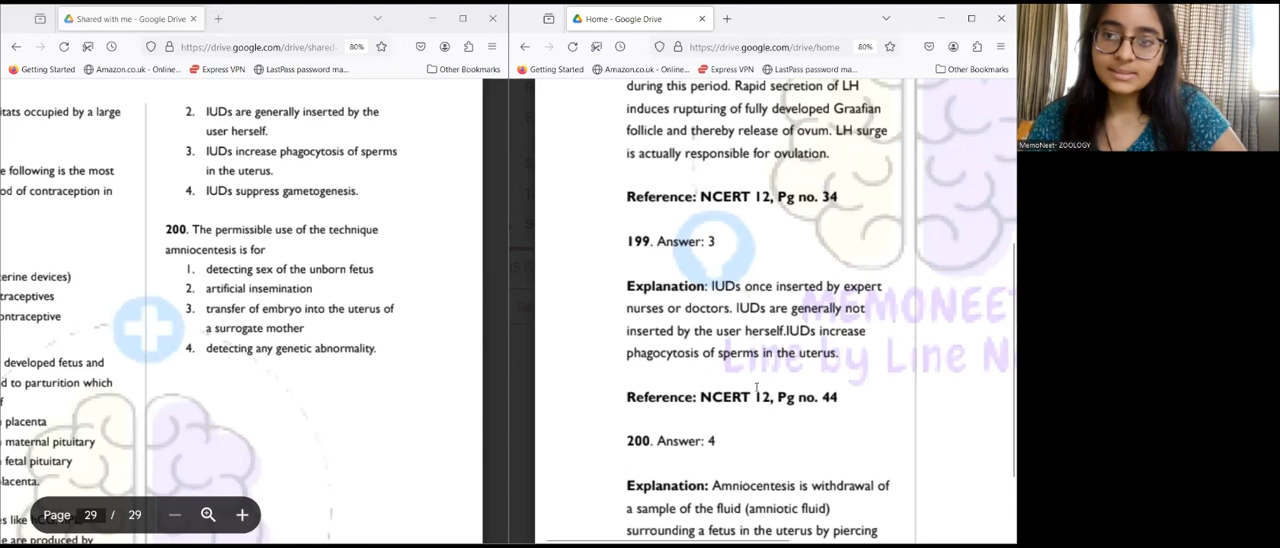 Shared with me - Google Drive
https://drive.google.com/drive/shared-
80%
Getting Started
Amazon.co.uk - Online...
Express VPN
LastPass password ma...
Other Bookmarks
tats occupied by a large
e following is the most
od of contraception in
terine devices)
traceptives
ontraceptive
developed fetus and
d to parturition which
f
placenta
maternal pituitary
fetal pituitary
lacenta.
es like hCG, hPL
e are produced by
2. IUDs are generally inserted by the
user herself.
3. IUDs increase phagocytosis of sperms
in the uterus.
4. IUDs suppress gametogenesis.
200. The permissible use of the technique
amniocentesis is for
1. detecting sex of the unborn fetus
2. artificial insemination
3. transfer of embryo into the uterus of
a surrogate mother
4. detecting any genetic abnormality.
Page 29 / 29
Home - Google Drive
https://drive.google.com/drive/home
80%
Getting Started
Amazon.co.uk - Online...
Express VPN
LastPass password ma...
Other Bookmarks
during this period. Rapid secretion of LH
induces rupturing of fully developed Graafian
follicle and thereby release of ovum. LH surge
is actually responsible for ovulation.
Reference: NCERT 12, Pg no. 34
199. Answer: 3
Explanation: IUDs once inserted by expert
nurses or doctors. IUDs are generally not
inserted by the user herself.IUDs increase
phagocytosis of sperms in the uterus.
MEMONEET
Line by Line N
Reference: NCERT 12, Pg no. 44
200. Answer: 4
Explanation: Amniocentesis is withdrawal of
a sample of the fluid (amniotic fluid)
surrounding a fetus in the uterus by piercing
MemoNeet- ZOOLOGY